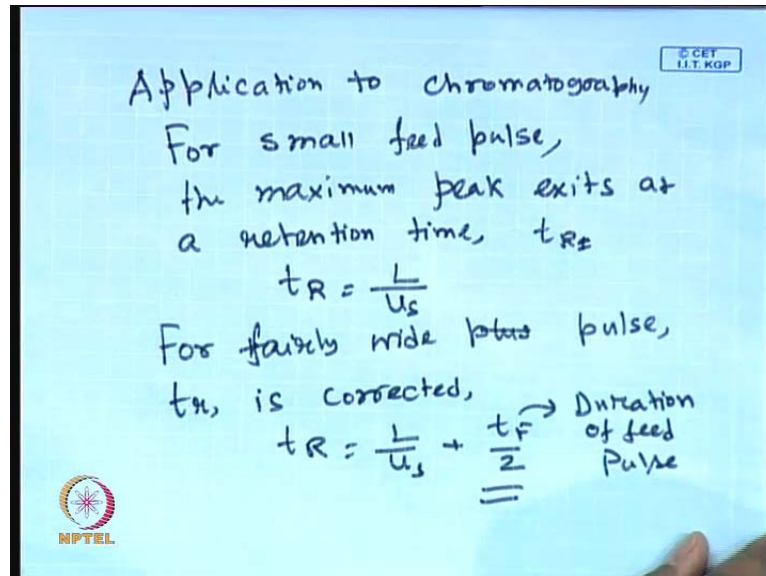 © CET
I.I.T. KGP
Application to chromatography
For small feed pulse,
the maximum peak exits at
a retention time, tR
tR = L/us
For fairly wide pulse,
tR, is corrected,
tR = L/us + tF/2 → Duration
of feed
Pulse
NPTEL